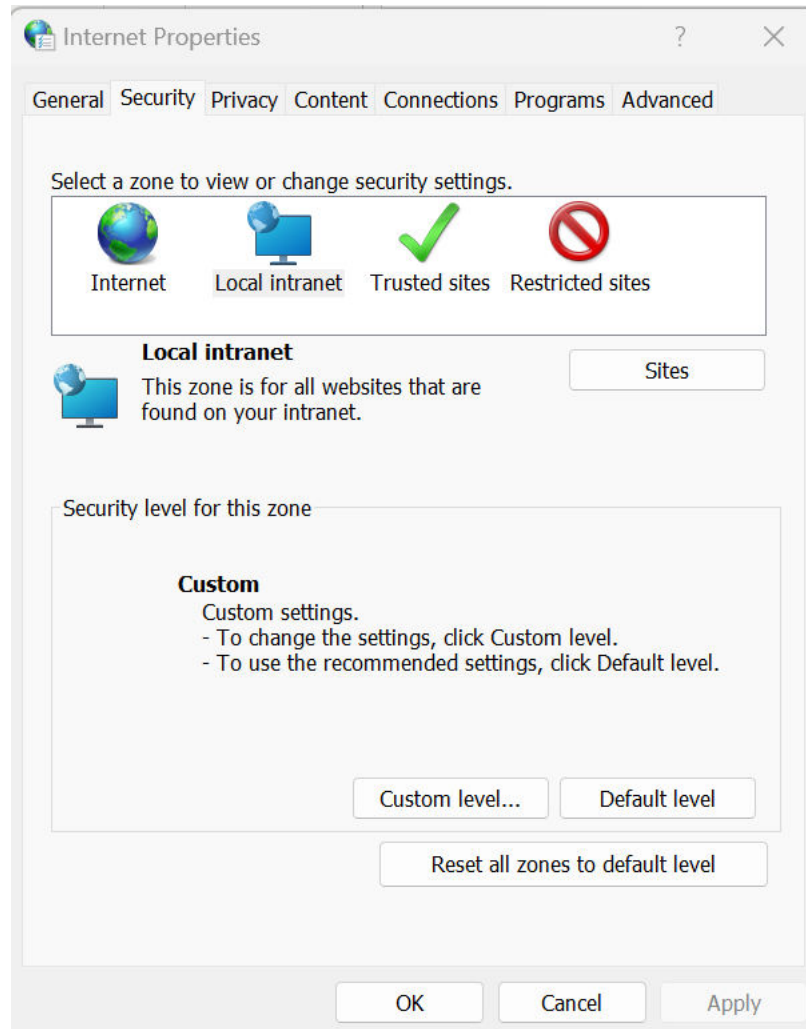 Internet Properties ?
General Security Privacy Content Connections Programs Advanced
Select a zone to view or change security settings.
Internet Local intranet Trusted sites Restricted sites
Local intranet
Sites
This zone is for all websites that are
found on your intranet.
Security level for this zone
Custom
Custom settings.
- To change the settings, click Custom level.
- To use the recommended settings, click Default level.
Custom level... Default level
Reset all zones to default level
OK Cancel Apply